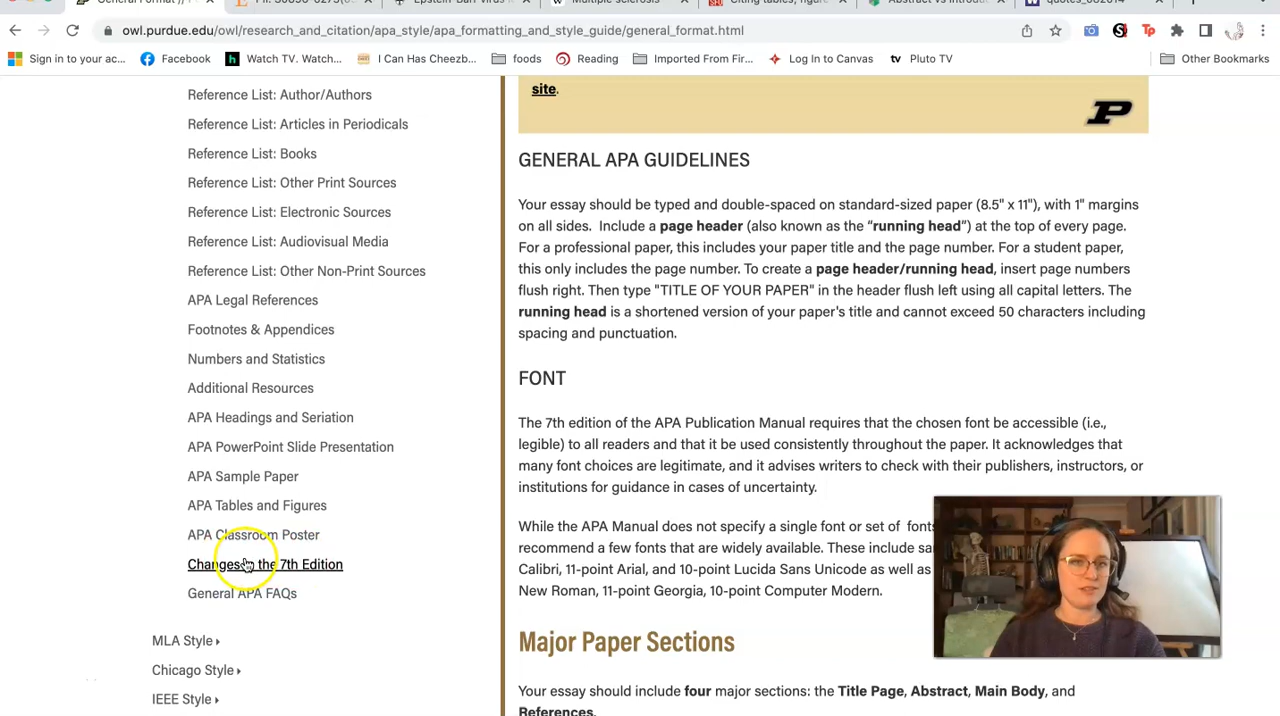 General Format // P
Epstein-Barr virus i
Multiple sclerosis
Citing tables, figure
Abstract vs Introdu
quotes_082014
owl.purdue.edu/owl/research_and_citation/apa_style/apa_formatting_and_style_guide/general_format.html
Sign in to your ac... Facebook Watch TV. Watch... I Can Has Cheezb... foods Reading Imported From Fir... Log In to Canvas Pluto TV Other Bookmarks
Reference List: Author/Authors
Reference List: Articles in Periodicals
Reference List: Books
Reference List: Other Print Sources
Reference List: Electronic Sources
Reference List: Audiovisual Media
Reference List: Other Non-Print Sources
APA Legal References
Footnotes & Appendices
Numbers and Statistics
Additional Resources
APA Headings and Seriation
APA PowerPoint Slide Presentation
APA Sample Paper
APA Tables and Figures
APA Classroom Poster
Changes the 7th Edition
General APA FAQs
MLA Style
Chicago Style
IEEE Style
site.
P
GENERAL APA GUIDELINES
Your essay should be typed and double-spaced on standard-sized paper (8.5" x 11"), with 1" margins
on all sides. Include a page header (also known as the “running head”) at the top of every page.
For a professional paper, this includes your paper title and the page number. For a student paper,
this only includes the page number. To create a page header/running head, insert page numbers
flush right. Then type "TITLE OF YOUR PAPER" in the header flush left using all capital letters. The
running head is a shortened version of your paper's title and cannot exceed 50 characters including
spacing and punctuation.
FONT
The 7th edition of the APA Publication Manual requires that the chosen font be accessible (i.e.,
legible) to all readers and that it be used consistently throughout the paper. It acknowledges that
many font choices are legitimate, and it advises writers to check with their publishers, instructors, or
institutions for guidance in cases of uncertainty.
While the APA Manual does not specify a single font or set of fonts
recommend a few fonts that are widely available. These include sa
Calibri, 11-point Arial, and 10-point Lucida Sans Unicode as well as
New Roman, 11-point Georgia, 10-point Computer Modern.
Major Paper Sections
Your essay should include four major sections: the Title Page, Abstract, Main Body, and
References.